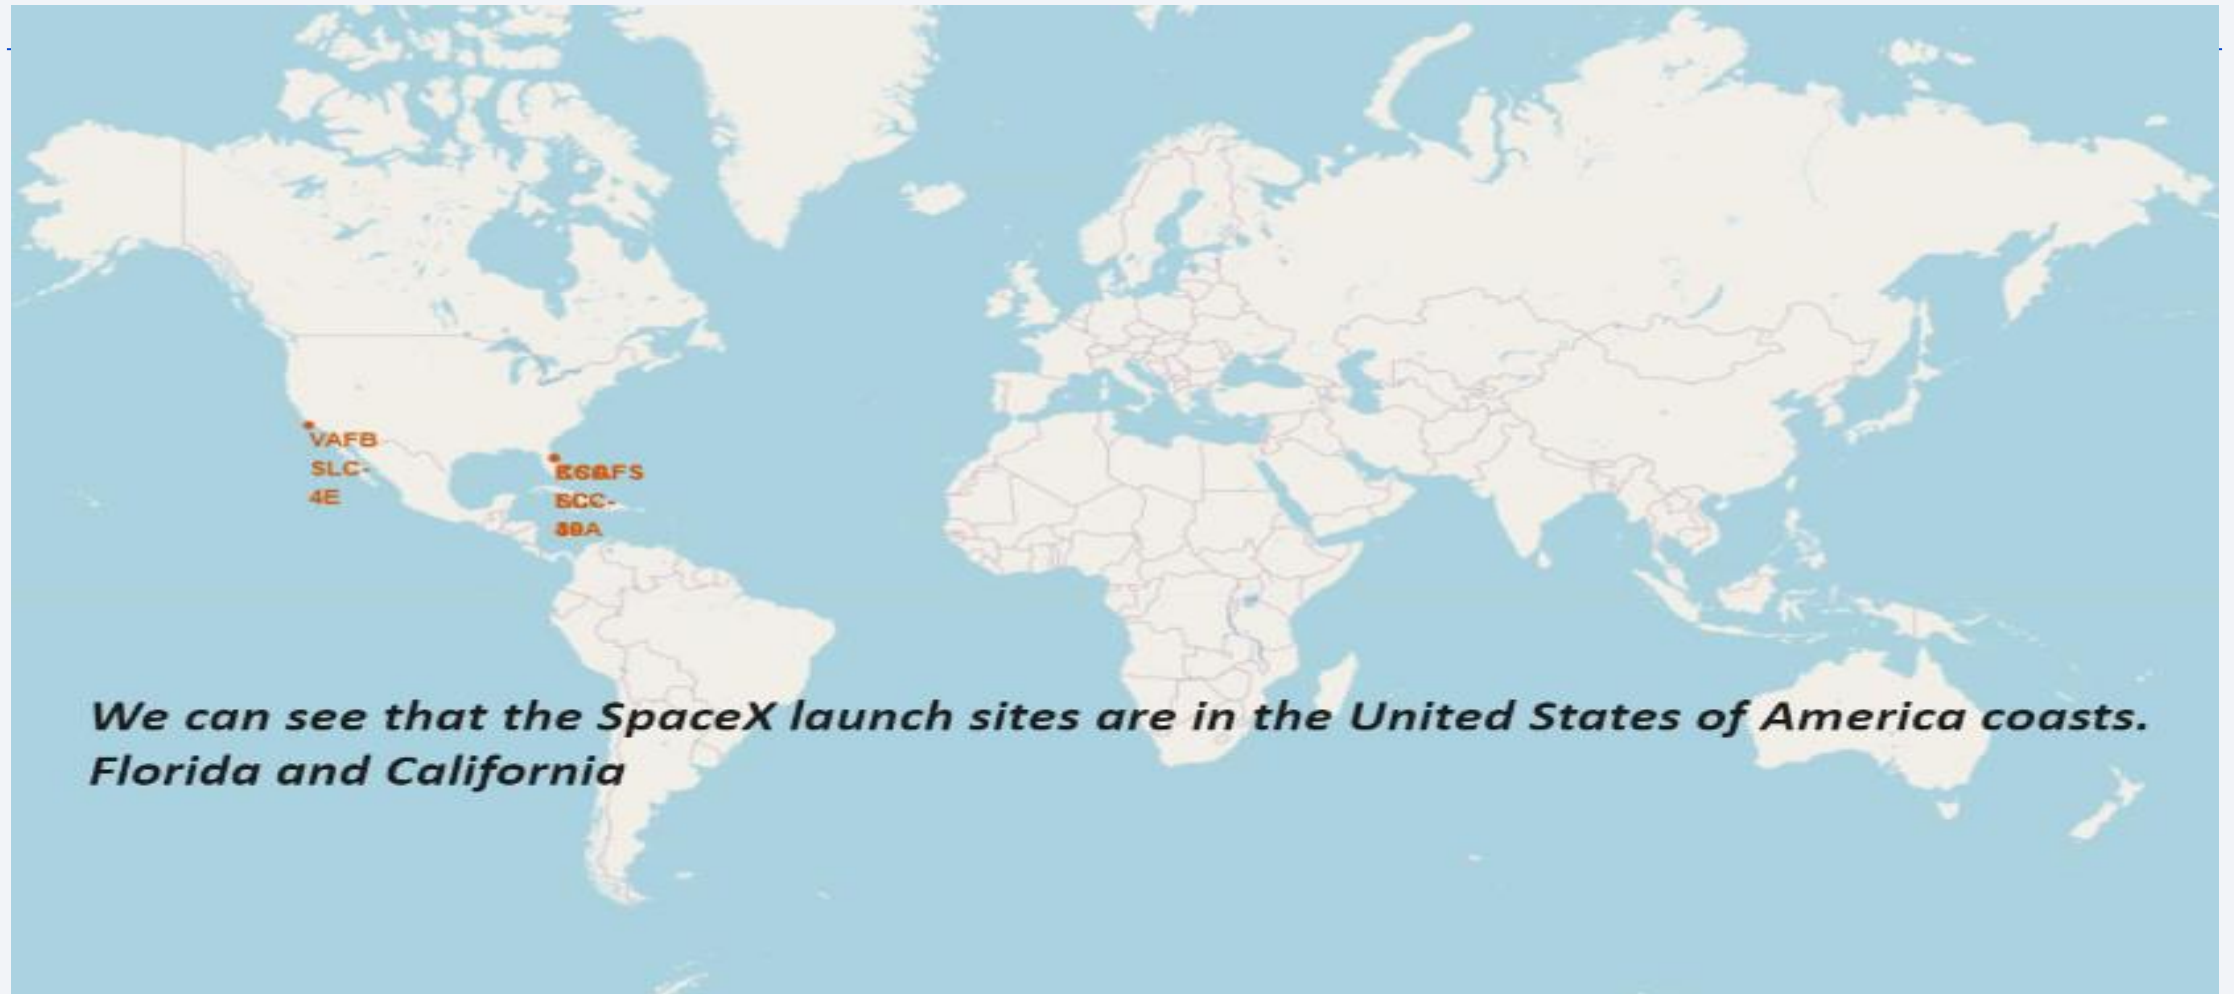 VAFB
SLC-
4E
We can see that the SpaceX launch sites are in the United States of America coasts.
Florida and California